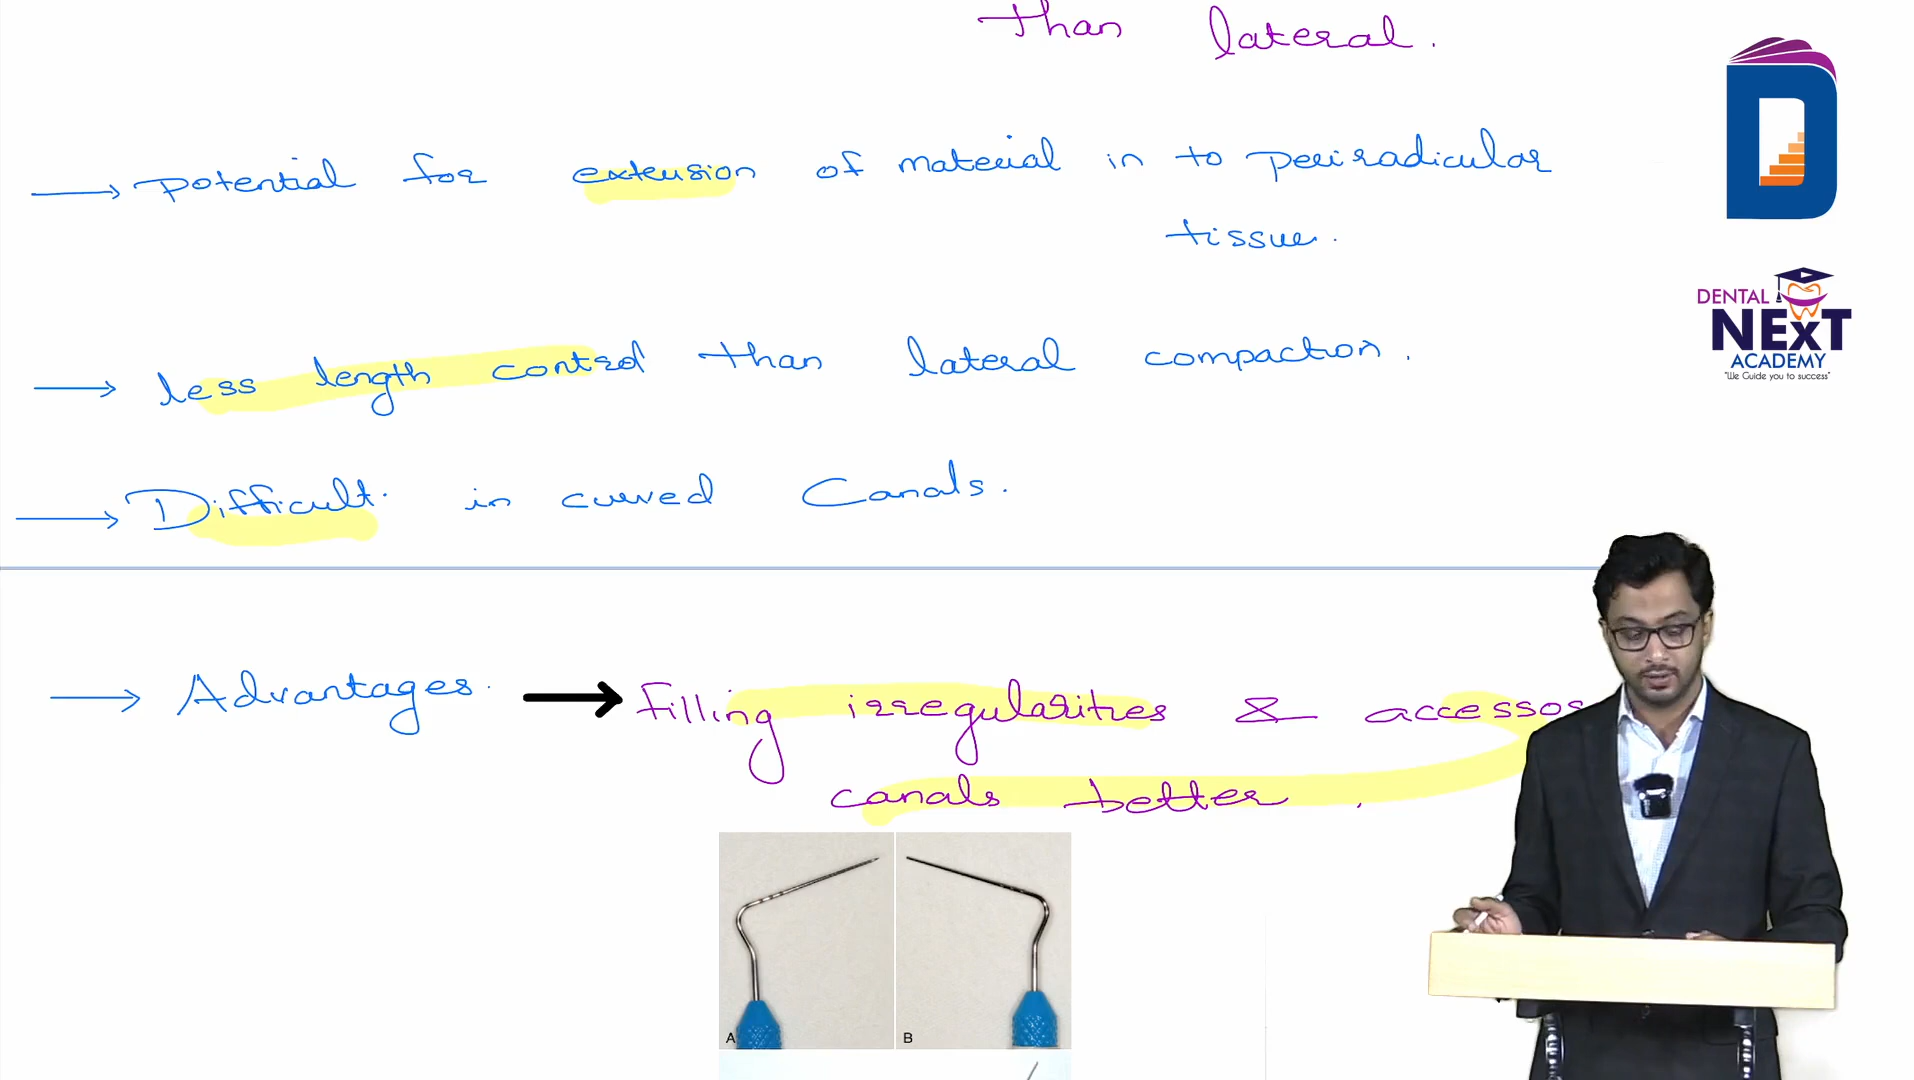 than lateral.
→ potential for extension of material in to periradicular
tissue.
→ less length control than lateral compaction.
→ Difficult in curved Canals.
→ Advantages → Filling irregularities &
canals better.
A B
DENTAL
NExT
ACADEMY
"We Guide you to success"